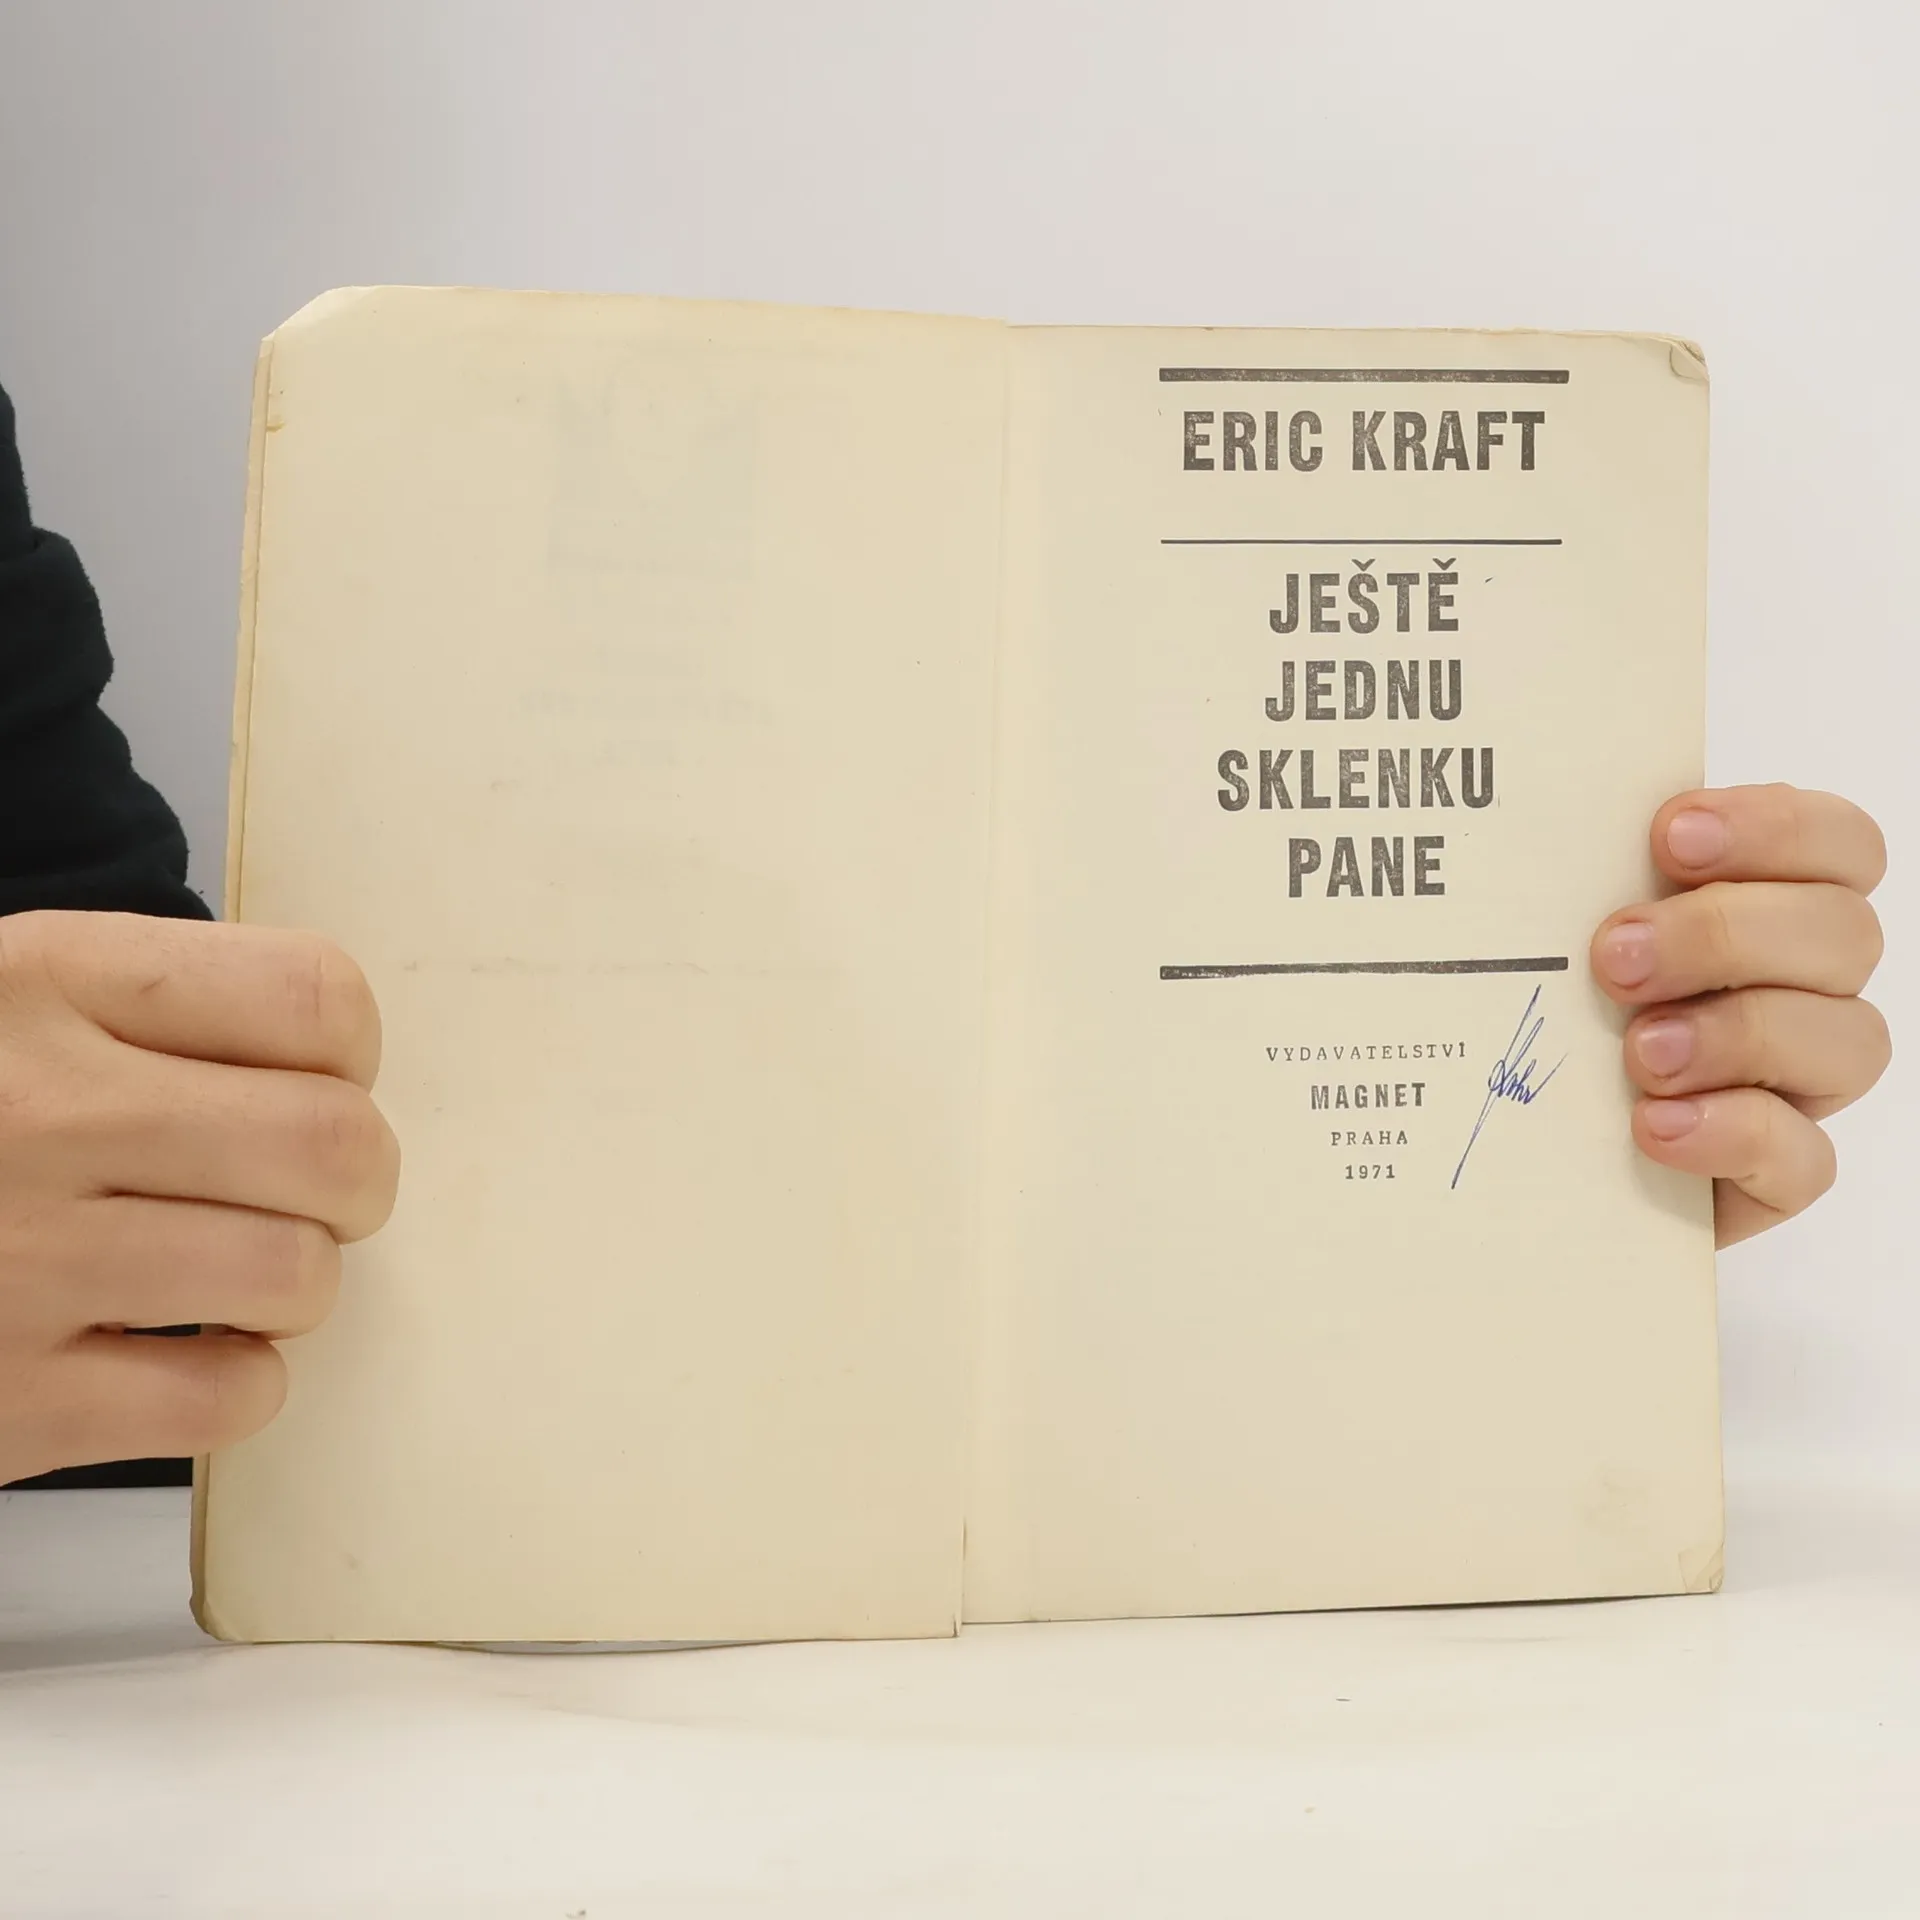 ERIC KRAFT
JEŠTĚ
JEDNU
SKLENKU
PANE
VYDAVATELSTVÍ
MAGNET
PRAHA
1971